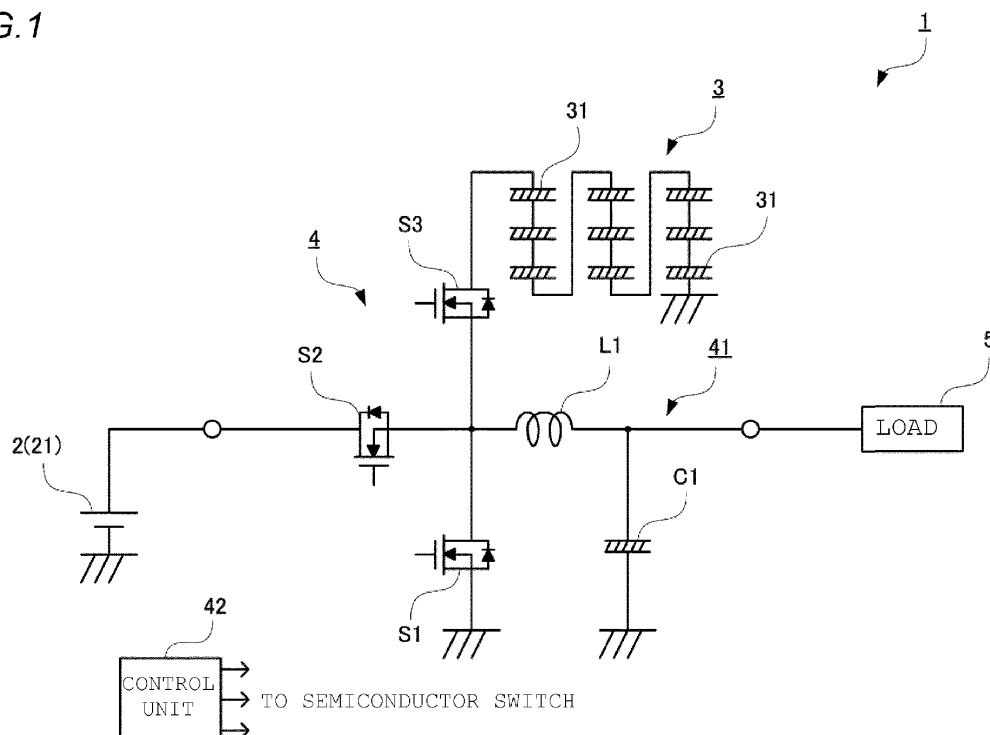 G.1
1
3
31
31
S3
4
S2
L1
41
5
LOAD
2(21)
C1
S1
42
CONTROL
UNIT
TO SEMICONDUCTOR SWITCH